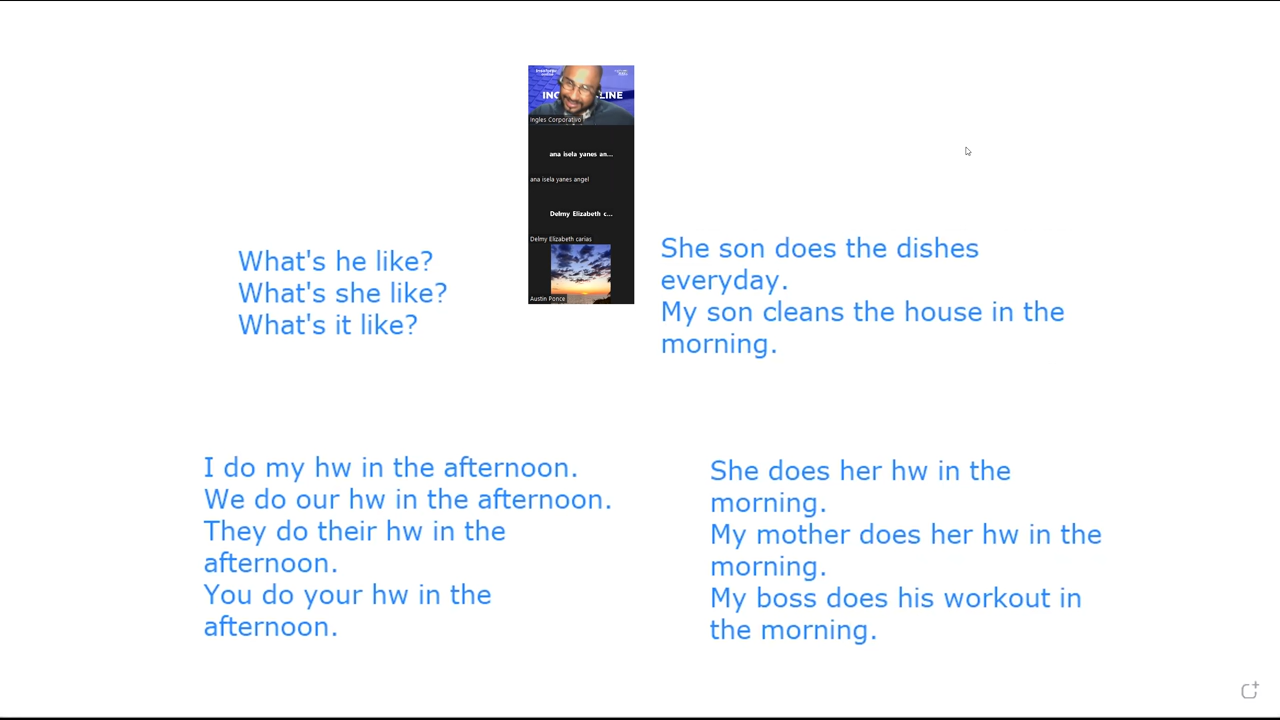 INC LINE
Ingles Corporativo
ana isela yanes an...
ana isela yanes angel
Delmy Elizabeth c...
Delmy Elizabeth carias
Austin Ponce
What's he like?
What's she like?
What's it like?
She son does the dishes
everyday.
My son cleans the house in the
morning.
I do my hw in the afternoon.
We do our hw in the afternoon.
They do their hw in the
afternoon.
You do your hw in the
afternoon.
She does her hw in the
morning.
My mother does her hw in the
morning.
My boss does his workout in
the morning.